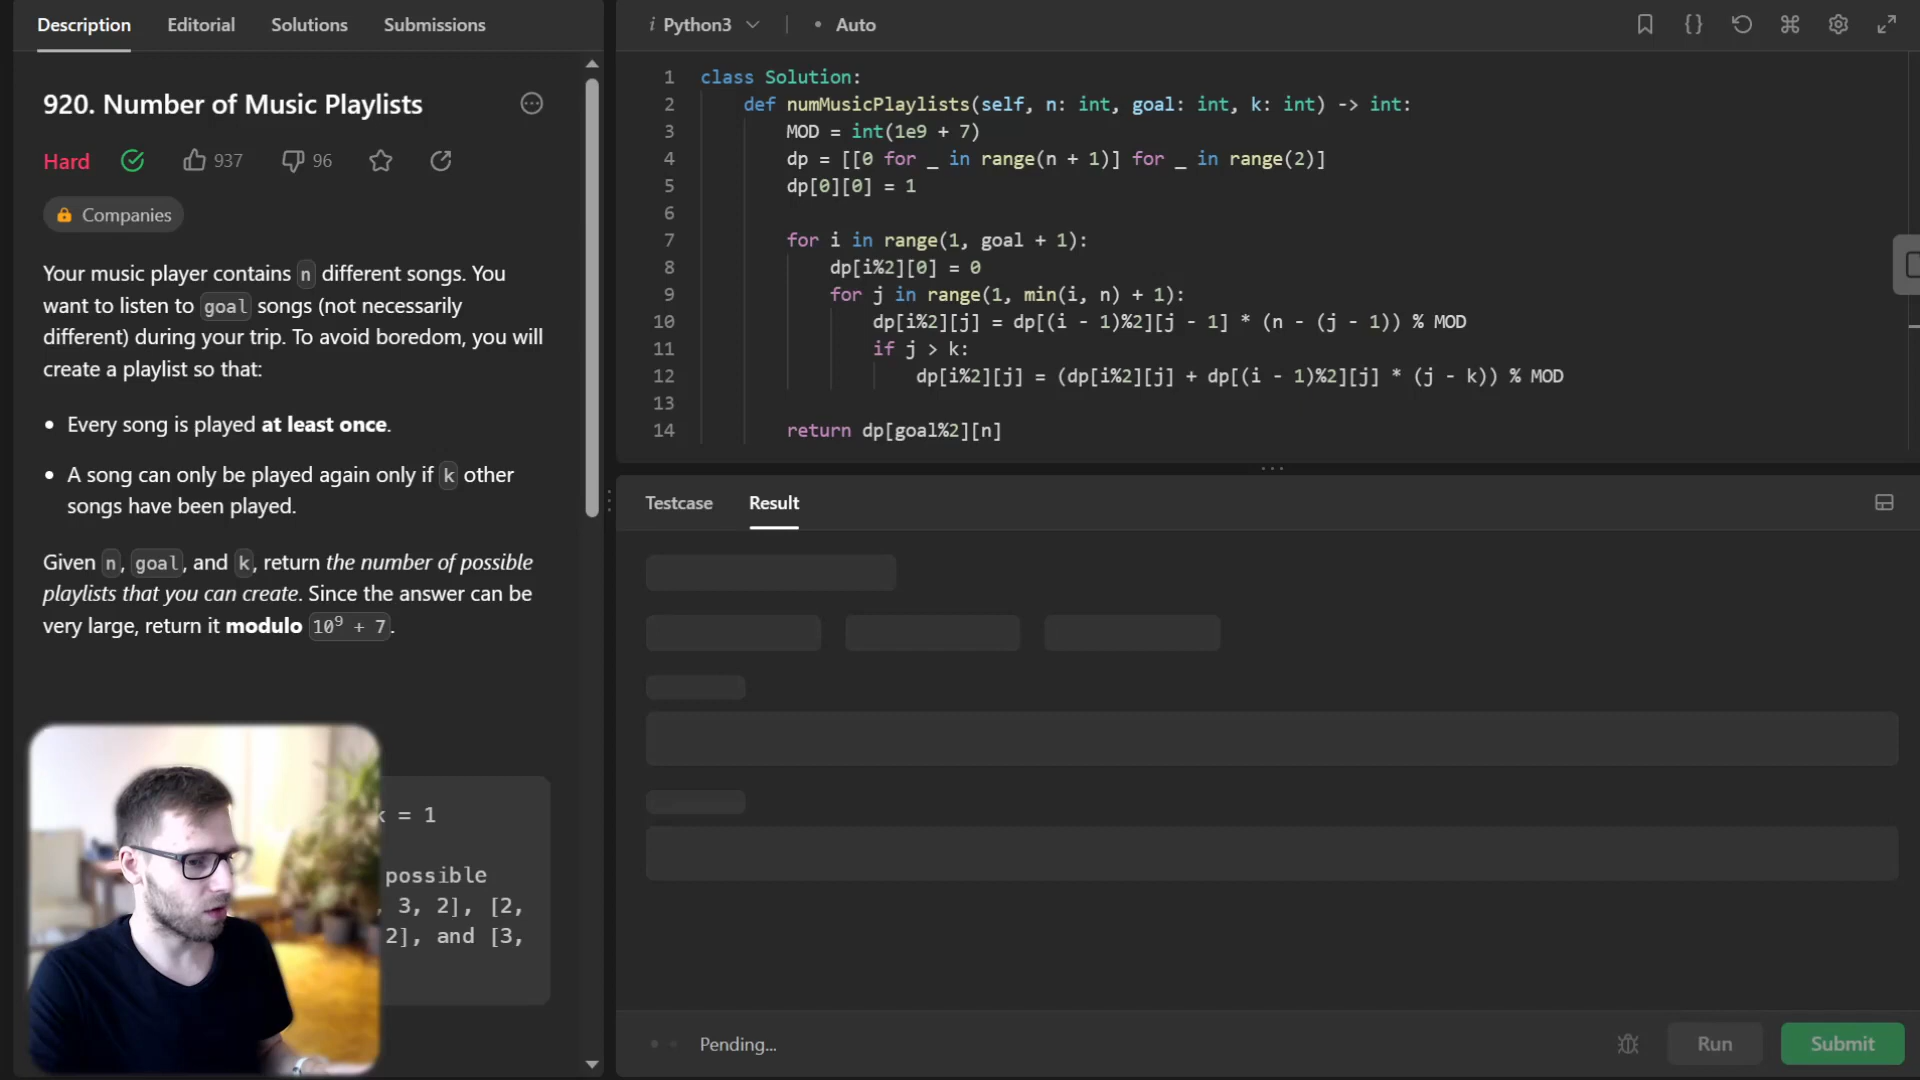 Description Editorial Solutions Submissions
920. Number of Music Playlists
Hard 937 96
Companies
Your music player contains n different songs. You
want to listen to goal songs (not necessarily
different) during your trip. To avoid boredom, you will
create a playlist so that:
• Every song is played at least once.
• A song can only be played again only if k other
songs have been played.
Given n, goal, and k, return the number of possible
playlists that you can create. Since the answer can be
very large, return it modulo 10⁹ + 7.
k = 1
possible
, 3, 2], [2,
2], and [3,
i Python3 • Auto
1 class Solution:
2 def numMusicPlaylists(self, n: int, goal: int, k: int) -> int:
3 MOD = int(1e9 + 7)
4 dp = [[0 for _ in range(n + 1)] for _ in range(2)]
5 dp[0][0] = 1
6
7 for i in range(1, goal + 1):
8 dp[i%2][0] = 0
9 for j in range(1, min(i, n) + 1):
10 dp[i%2][j] = dp[(i - 1)%2][j - 1] * (n - (j - 1)) % MOD
11 if j > k:
12 dp[i%2][j] = (dp[i%2][j] + dp[(i - 1)%2][j] * (j - k)) % MOD
13
14 return dp[goal%2][n]
Testcase Result
Pending... Run Submit